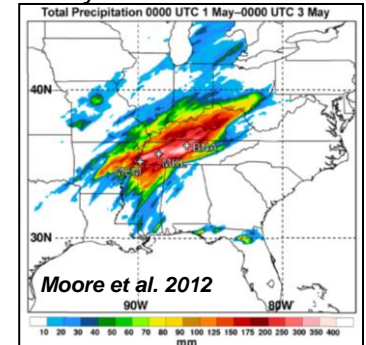 Total Precipitation 0000 UTC 1 May–0000 UTC 3 May
40N
BNA
MKL
30N
Moore et al. 2012
90W 80W
10 20 30 40 50 60 70 80 90 100 125 150 175 200 250 300 350 400
mm